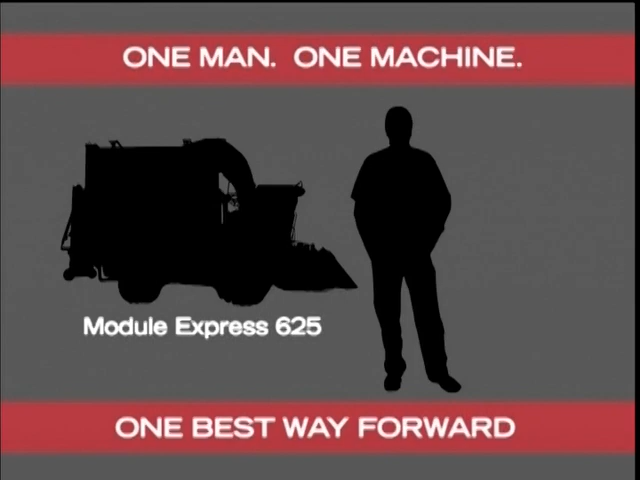 ONE MAN. ONE MACHINE.
Module Express 625
ONE BEST WAY FORWARD